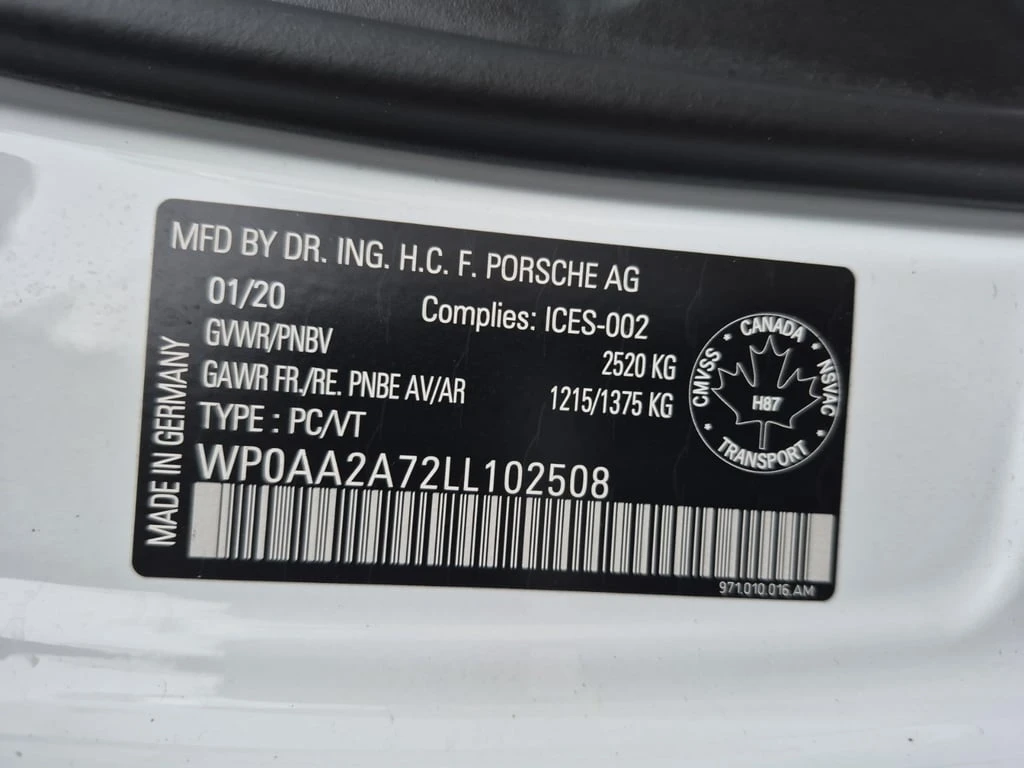 MFD BY DR. ING. H.C. F. PORSCHE AG
01/20
Complies: ICES-002
GVWR/PNBV
2520 KG
GAWR FR./RE. PNBE AV/AR
1215/1375 KG
TYPE : PC/VT
WP0AA2A72LL102508
MADE IN GERMANY
CANADA
CMVSS
NSVAC
H87
TRANSPORT
971.010.016.AM